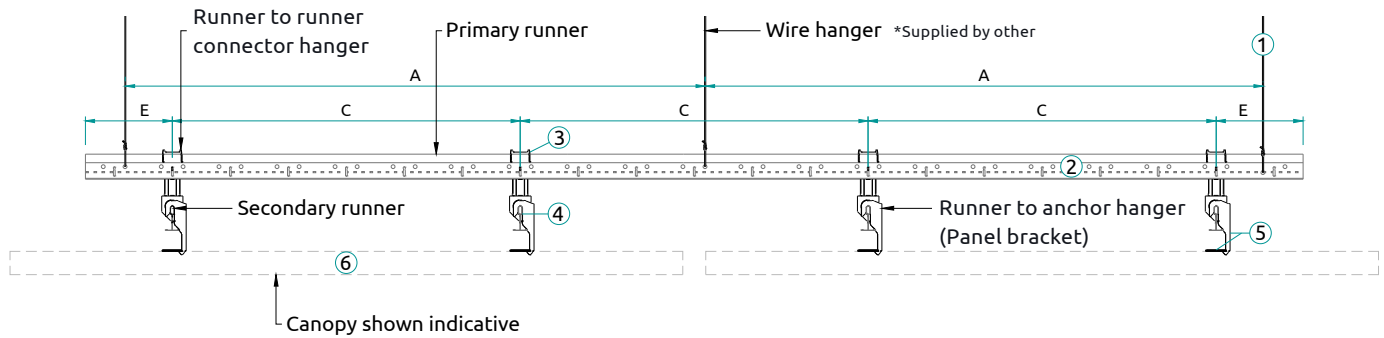 Runner to runner
connector hanger
Primary runner
Wire hanger *Supplied by other
1
A
A
E
C
C
C
E
3
2
Secondary runner
4
Runner to anchor hanger
(Panel bracket)
5
6
Canopy shown indicative